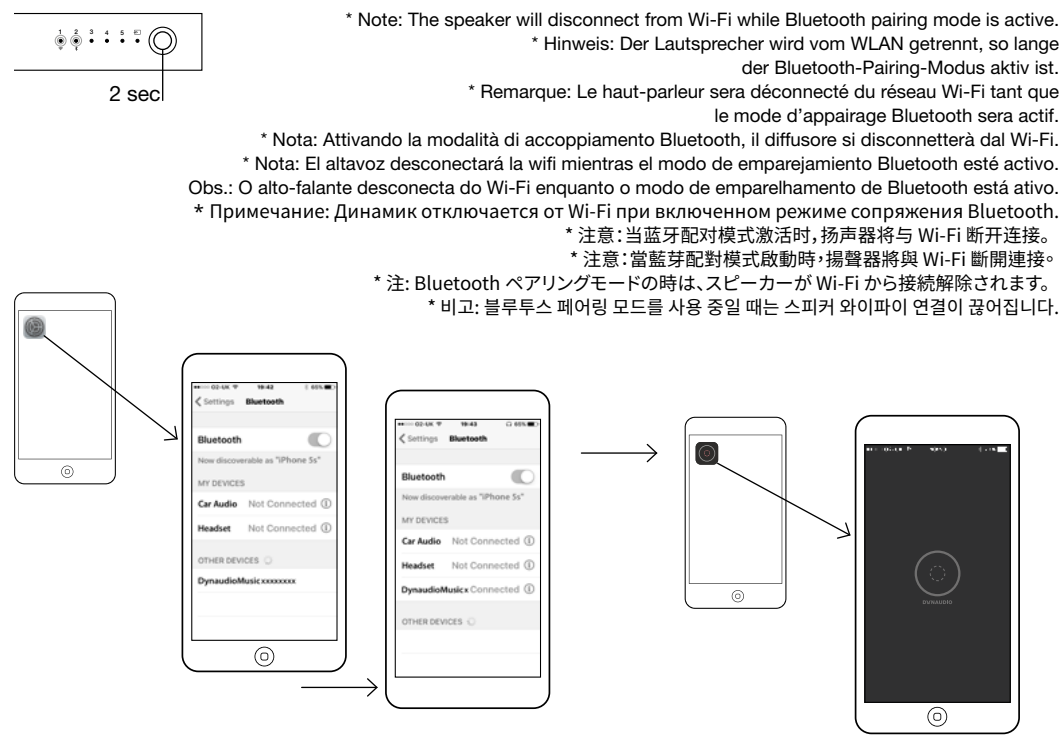 1 2 3 4 5
2 sec
* Note: The speaker will disconnect from Wi-Fi while Bluetooth pairing mode is active.
* Hinweis: Der Lautsprecher wird vom WLAN getrennt, so lange
der Bluetooth-Pairing-Modus aktiv ist.
* Remarque: Le haut-parleur sera déconnecté du réseau Wi-Fi tant que
le mode d’appairage Bluetooth sera actif.
* Nota: Attivando la modalità di accoppiamento Bluetooth, il diffusore si disconnetterà dal Wi-Fi.
* Nota: El altavoz desconectará la wifi mientras el modo de emparejamiento Bluetooth esté activo.
Obs.: O alto-falante desconecta do Wi-Fi enquanto o modo de emparelhamento de Bluetooth está ativo.
* Примечание: Динамик отключается от Wi-Fi при включенном режиме сопряжения Bluetooth.
* 注意：当蓝牙配对模式激活时，扬声器将与 Wi-Fi 断开连接。
* 注意：當藍芽配對模式啟動時，揚聲器將與 Wi-Fi 斷開連接。
* 注: Bluetooth ペアリングモードの時は、スピーカーが Wi-Fi から接続解除されます。
* 비고: 블루투스 페어링 모드를 사용 중일 때는 스피커 와이파이 연결이 끊어집니다.
O2-UK 19:42 65%
Settings Bluetooth
Bluetooth
Now discoverable as "iPhone 5s"
MY DEVICES
Car Audio Not Connected
Headset Not Connected
OTHER DEVICES
DynaudioMusicxxxxxxxx
O2-UK 19:43 65%
Settings Bluetooth
Bluetooth
Now discoverable as "iPhone 5s"
MY DEVICES
Car Audio Not Connected
Headset Not Connected
DynaudioMusicx Connected
OTHER DEVICES
DYNAUDIO